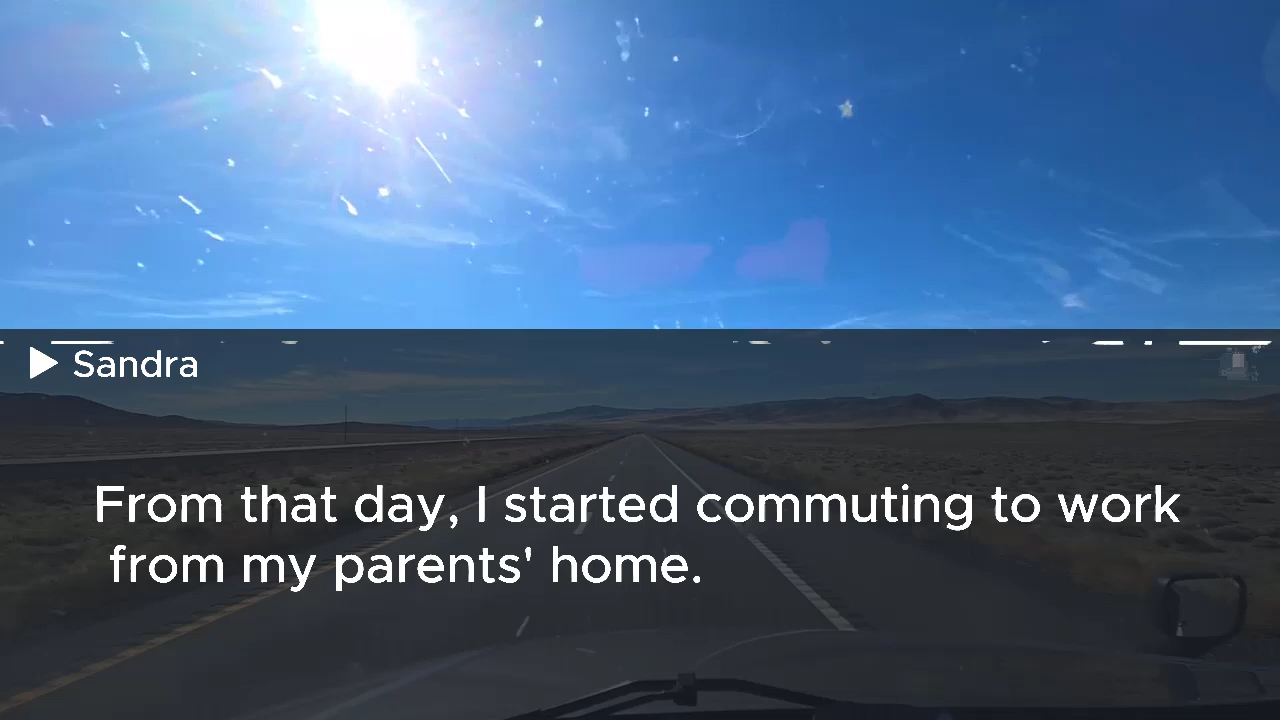 Sandra
From that day, I started commuting to work
from my parents' home.